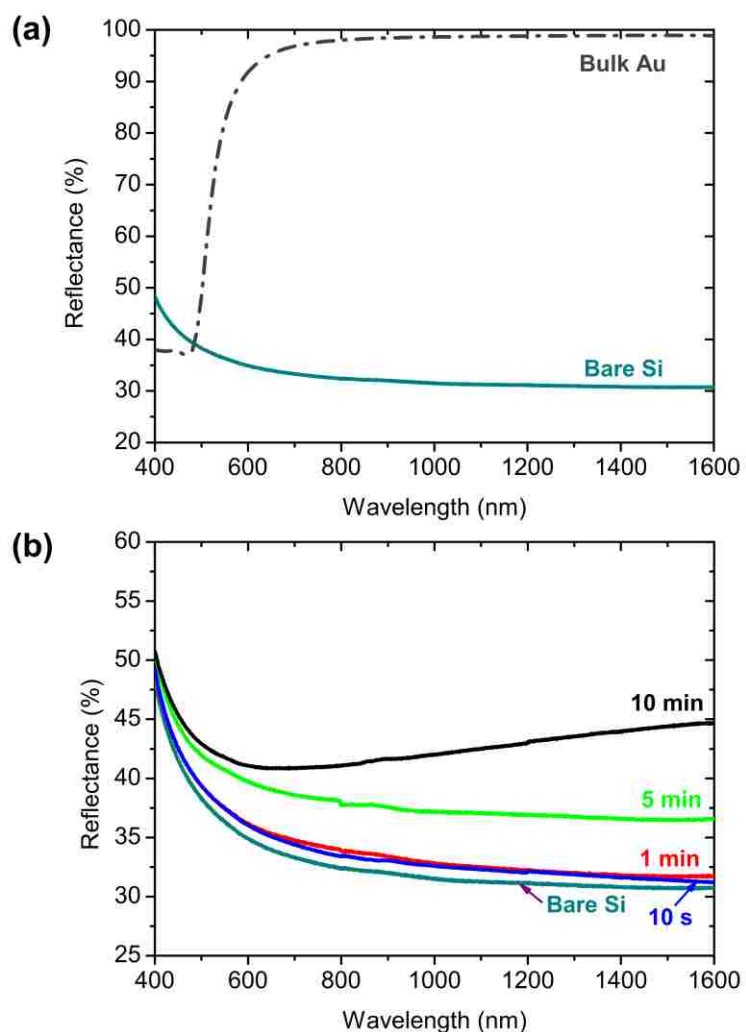 (a)
100
90
80
70
60
50
40
30
20
Reflectance (%)
Bulk Au
Bare Si
400 600 800 1000 1200 1400 1600
Wavelength (nm)
(b)
60
55
50
45
40
35
30
25
Reflectance (%)
10 min
5 min
1 min
Bare Si
10 s
400 600 800 1000 1200 1400 1600
Wavelength (nm)